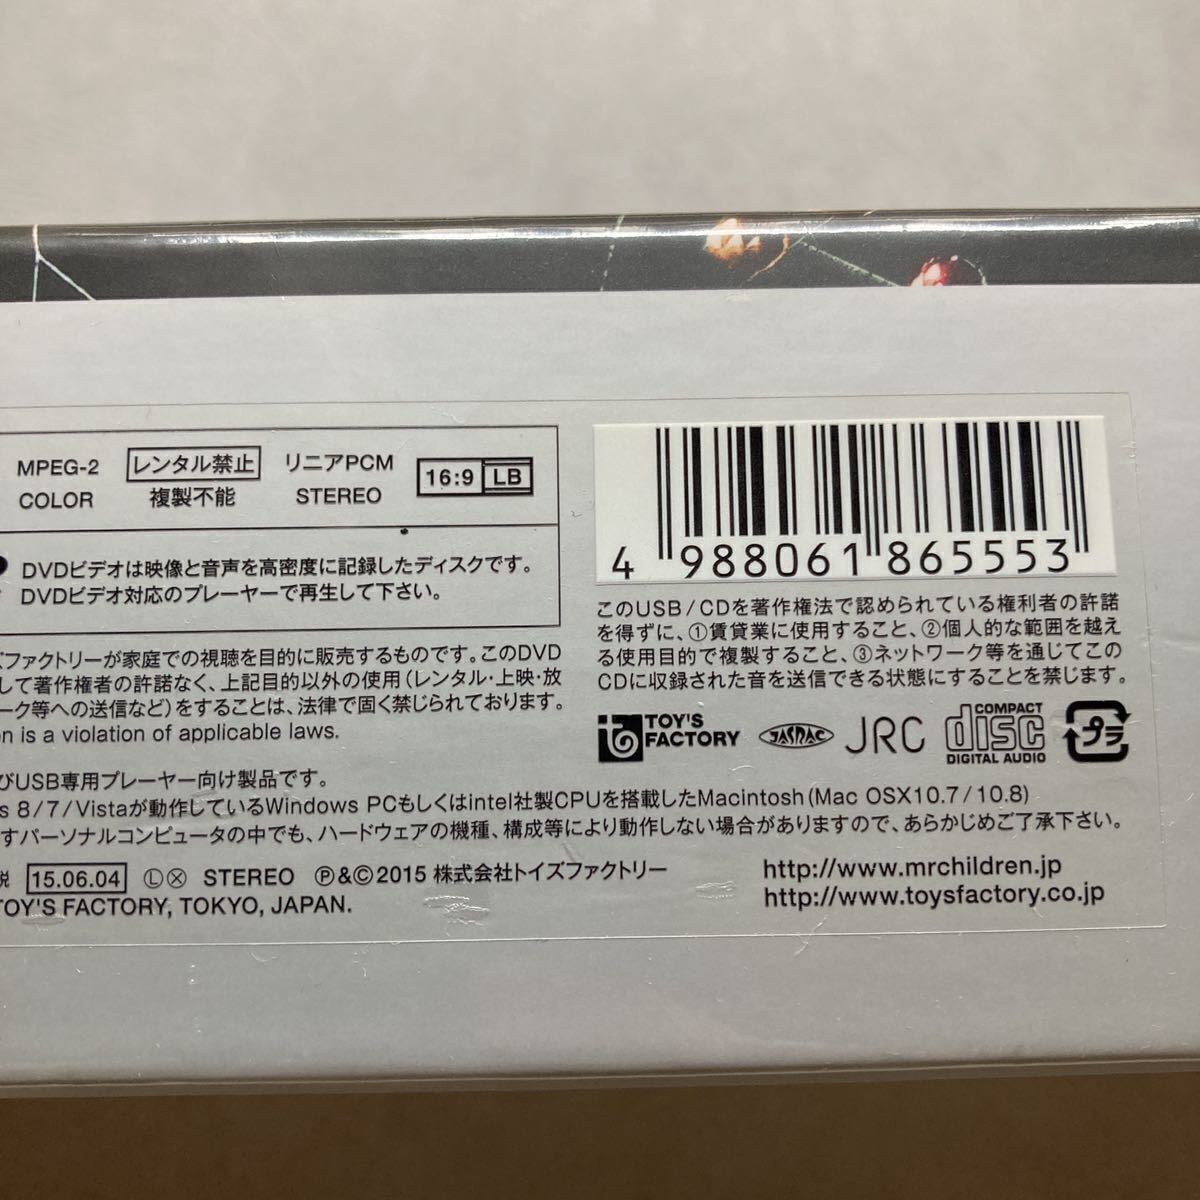 MPEG-2
COLOR
レンタル禁止
複製不能
リニアPCM
STEREO
16:9 LB
DVDビデオは映像と音声を高密度に記録したディスクです。
DVDビデオ対応のプレーヤーで再生して下さい。
ズファクトリーが家庭での視聴を目的に販売するものです。このDVD
して著作権者の許諾なく、上記目的以外の使用(レンタル・上映・放
ーク等への送信など)をすることは、法律で固く禁じられております。
on is a violation of applicable laws.
4 988061 865553
このUSB/CDを著作権法で認められている権利者の許諾
を得ずに、①賃貸業に使用すること、②個人的な範囲を越え
る使用目的で複製すること、③ネットワーク等を通じてこの
CDに収録された音を送信できる状態にすることを禁じます。
TOY'S
FACTORY
JASRAC
JRC
COMPACT
disc
DIGITAL AUDIO
プラ
びUSB専用プレーヤー向け製品です。
s 8/7/Vistaが動作しているWindows PCもしくはintel社製CPUを搭載したMacintosh(Mac OSX10.7/10.8)
すパーソナルコンピュータの中でも、ハードウェアの機種、構成等により動作しない場合がありますので、あらかじめご了承下さい。
税 15.06.04 Ⓛ Ⓧ STEREO Ⓟ&©2015 株式会社トイズファクトリー
TOY'S FACTORY, TOKYO, JAPAN.
http://www.mrchildren.jp
http://www.toysfactory.co.jp